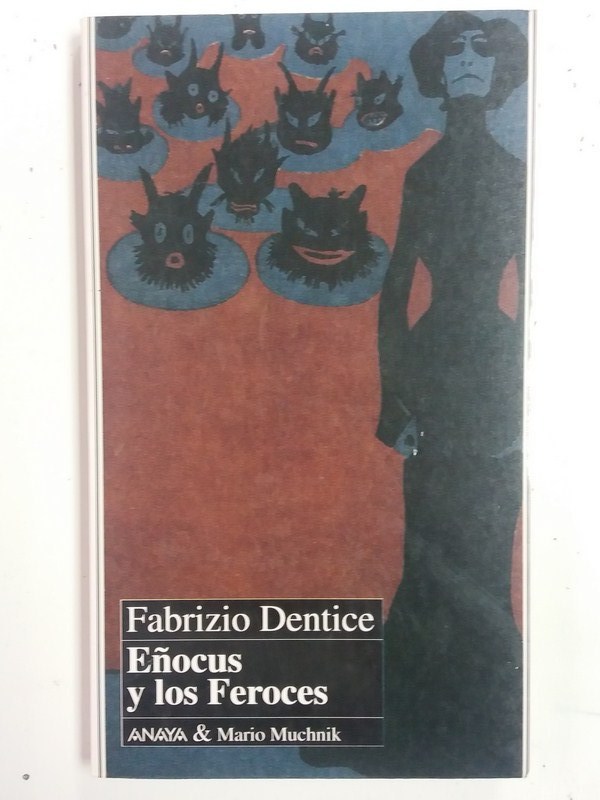 Fabrizio Dentice
Eñocus
y los Feroces
ANAYA & Mario Muchnik